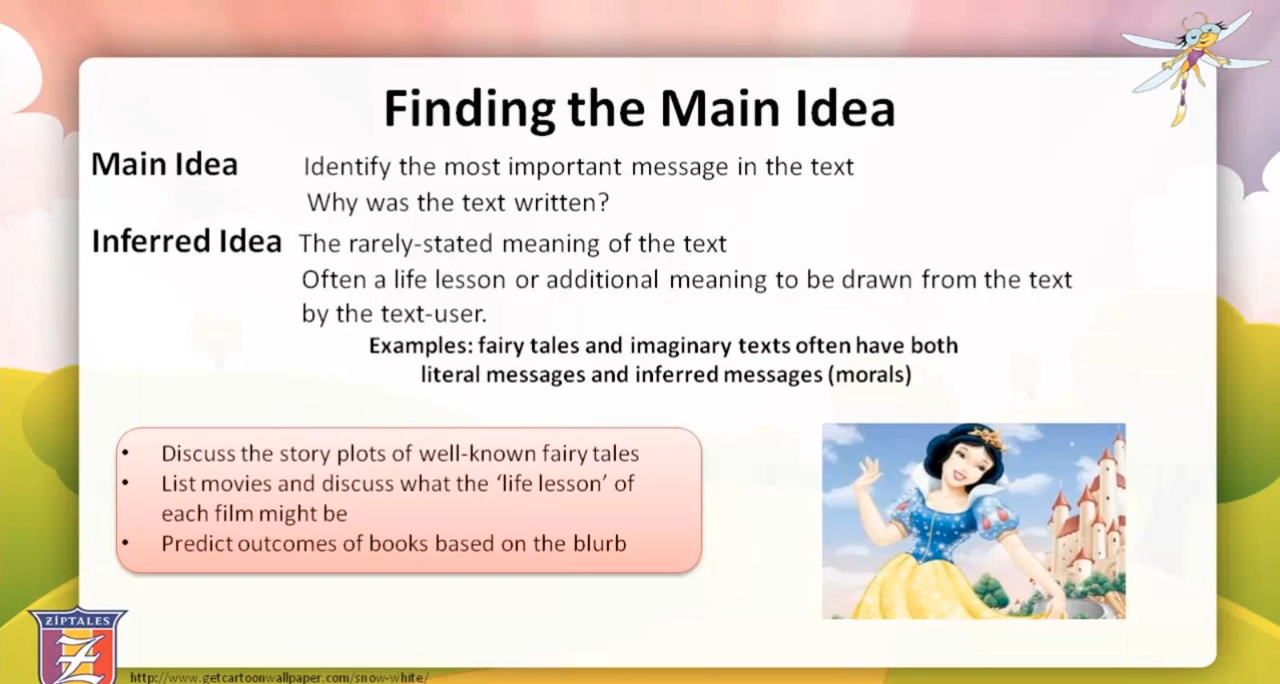 Finding the Main Idea
Main Idea Identify the most important message in the text
Why was the text written?
Inferred Idea The rarely-stated meaning of the text
Often a life lesson or additional meaning to be drawn from the text
by the text-user.
Examples: fairy tales and imaginary texts often have both
literal messages and inferred messages (morals)
• Discuss the story plots of well-known fairy tales
• List movies and discuss what the ‘life lesson’ of
each film might be
• Predict outcomes of books based on the blurb
ZIPTALES
Z
http://www.getcartoonwallpaper.com/snow-white/